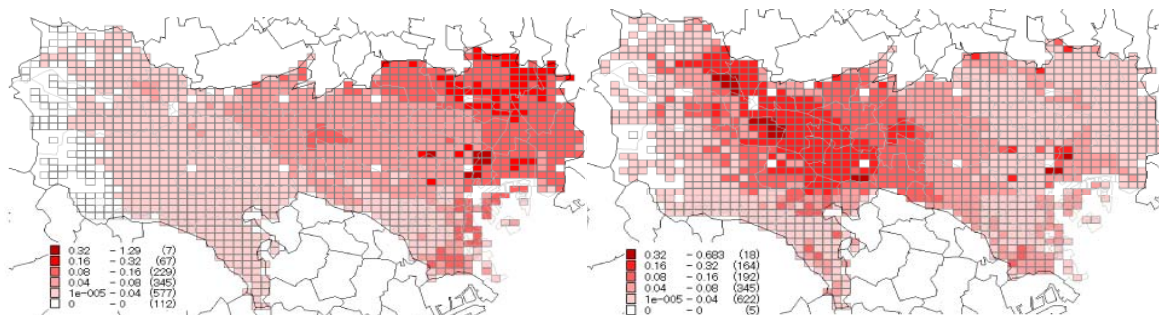 0.32 - 1.29 (7)
0.16 - 0.32 (67)
0.08 - 0.16 (229)
0.04 - 0.08 (345)
1e-005 - 0.04 (577)
0 - 0 (112)
0.32 - 0.683 (18)
0.16 - 0.32 (164)
0.08 - 0.16 (192)
0.04 - 0.08 (345)
1e-005 - 0.04 (622)
0 - 0 (5)